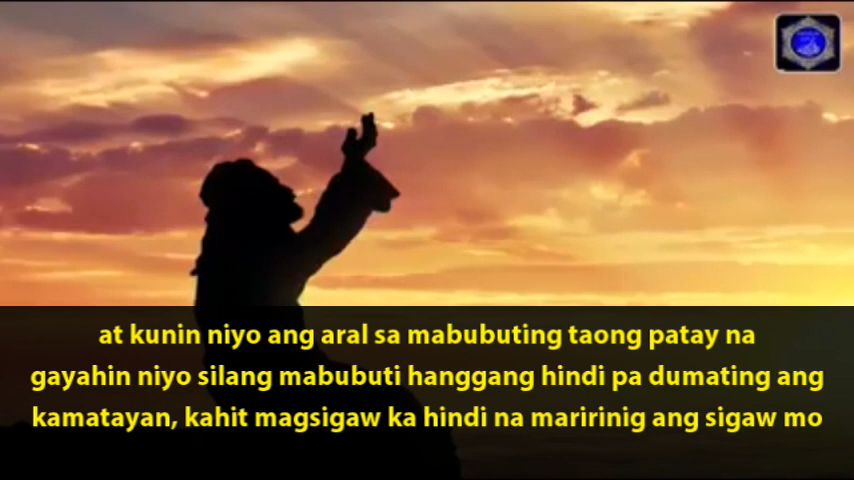 at kunin niyo ang aral sa mabubuting taong patay na
gayahin niyo silang mabubuti hanggang hindi pa dumating ang
kamatayan, kahit magsigaw ka hindi na maririnig ang sigaw mo